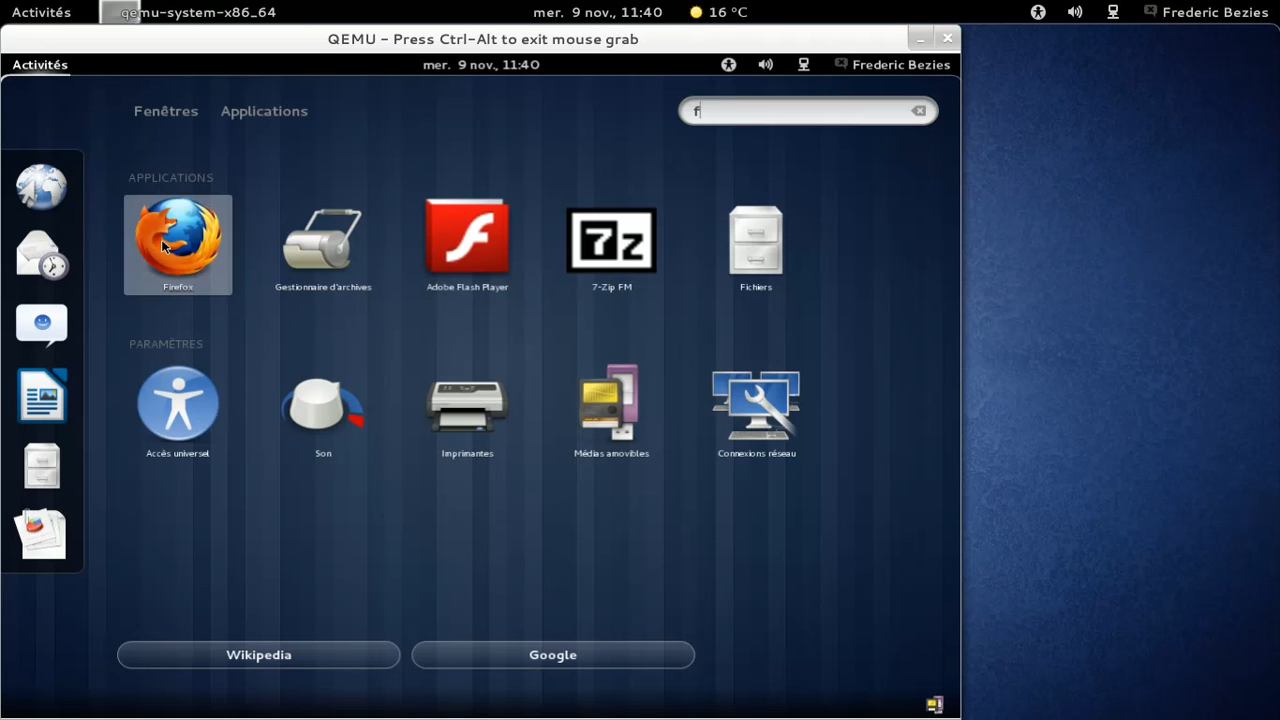 Activités qemu-system-x86_64 mer. 9 nov., 11:40 16 °C Frederic Bezies
QEMU - Press Ctrl-Alt to exit mouse grab
Activités mer. 9 nov., 11:40 Frederic Bezies
Fenêtres Applications f
APPLICATIONS
7z
Firefox Gestionnaire d'archives Adobe Flash Player 7-Zip FM Fichiers
PARAMÈTRES
Accès universel Son Imprimantes Médias amovibles Connexions réseau
Wikipedia Google